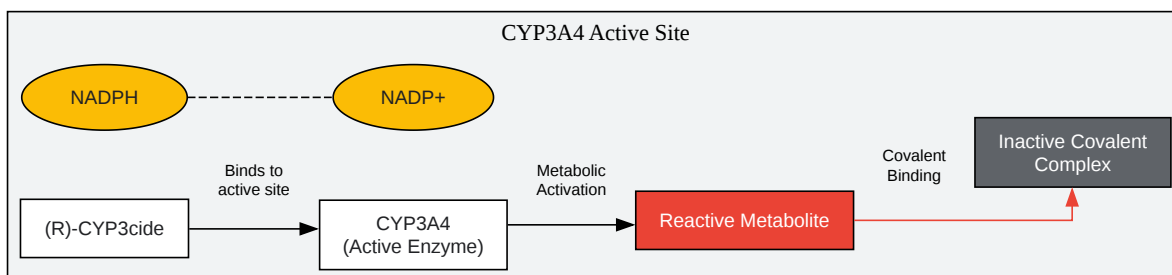 CYP3A4 Active Site
NADPH
NADP+
Binds to
active site
Metabolic
Activation
Covalent
Binding
Inactive Covalent
Complex
(R)-CYP3cide
CYP3A4
(Active Enzyme)
Reactive Metabolite